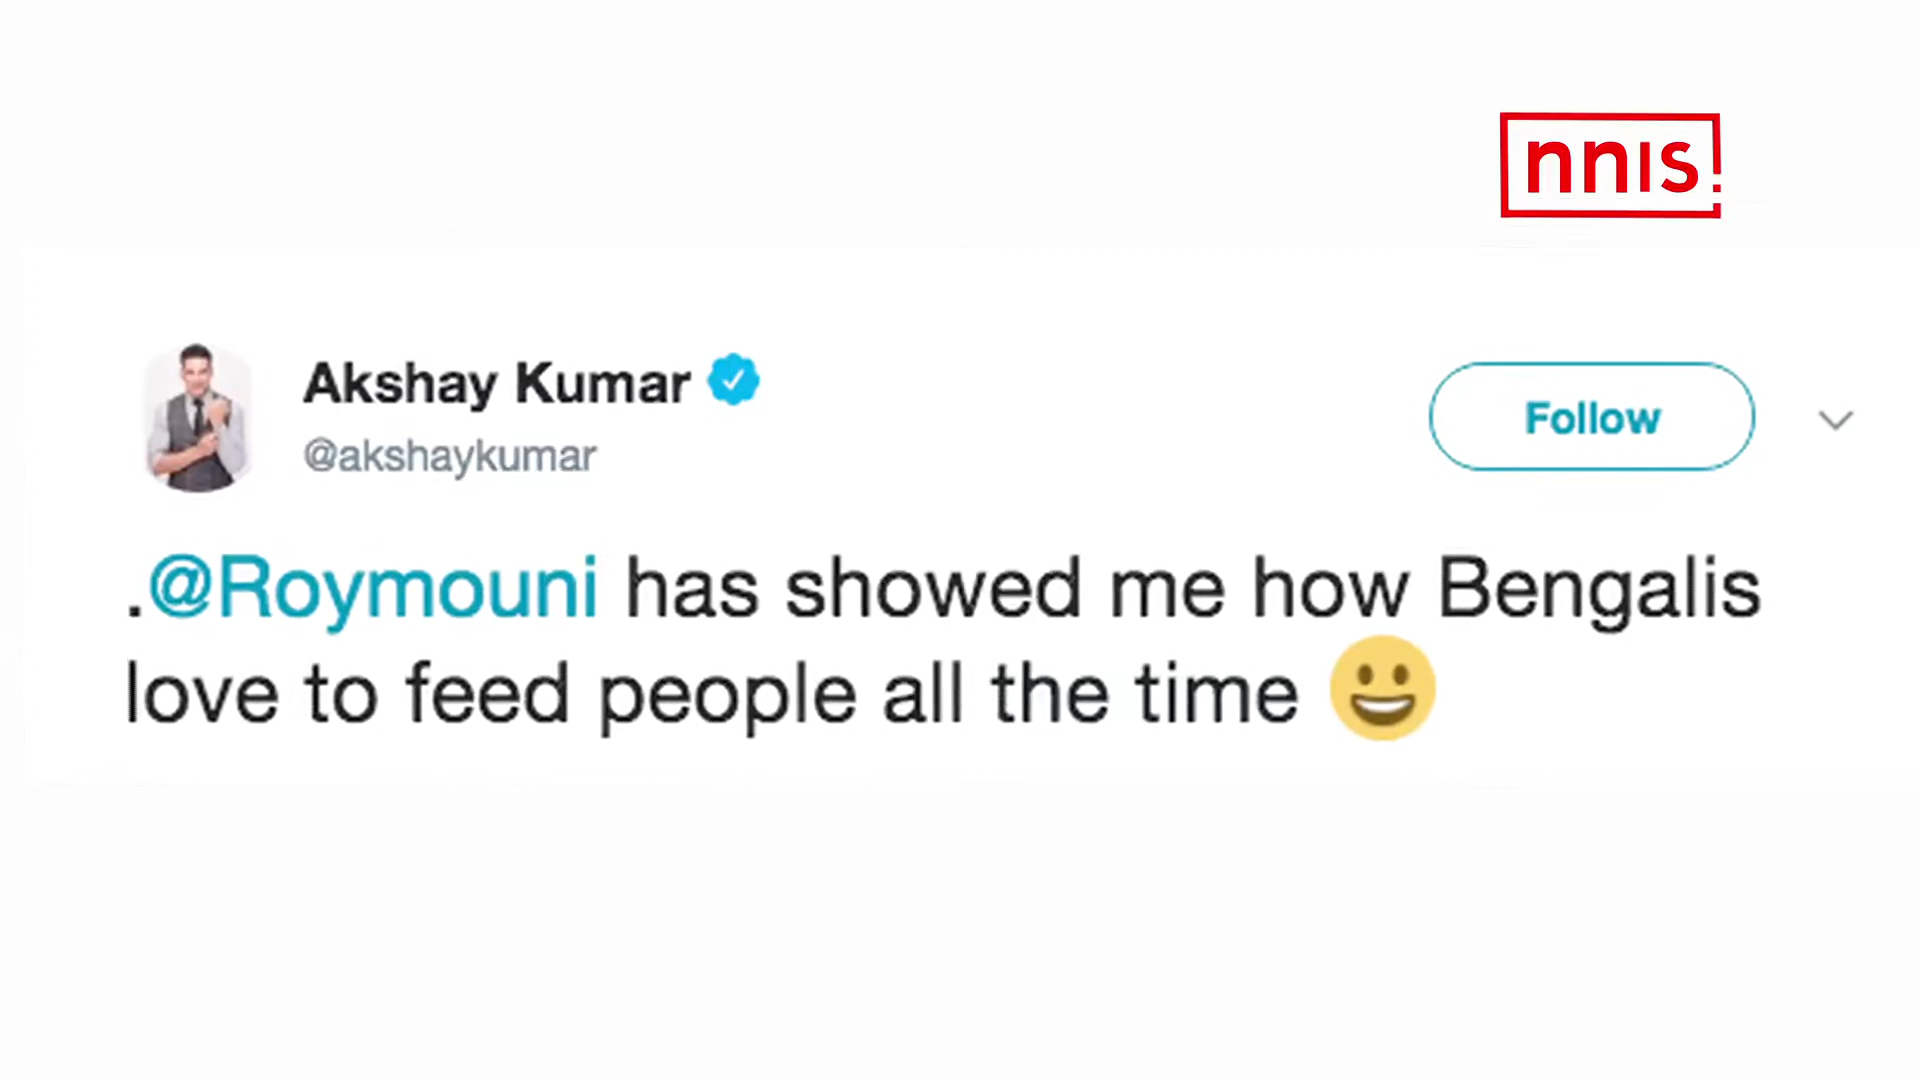 nnis!
Akshay Kumar
@akshaykumar
Follow
.@Roymouni has showed me how Bengalis
love to feed people all the time 😀